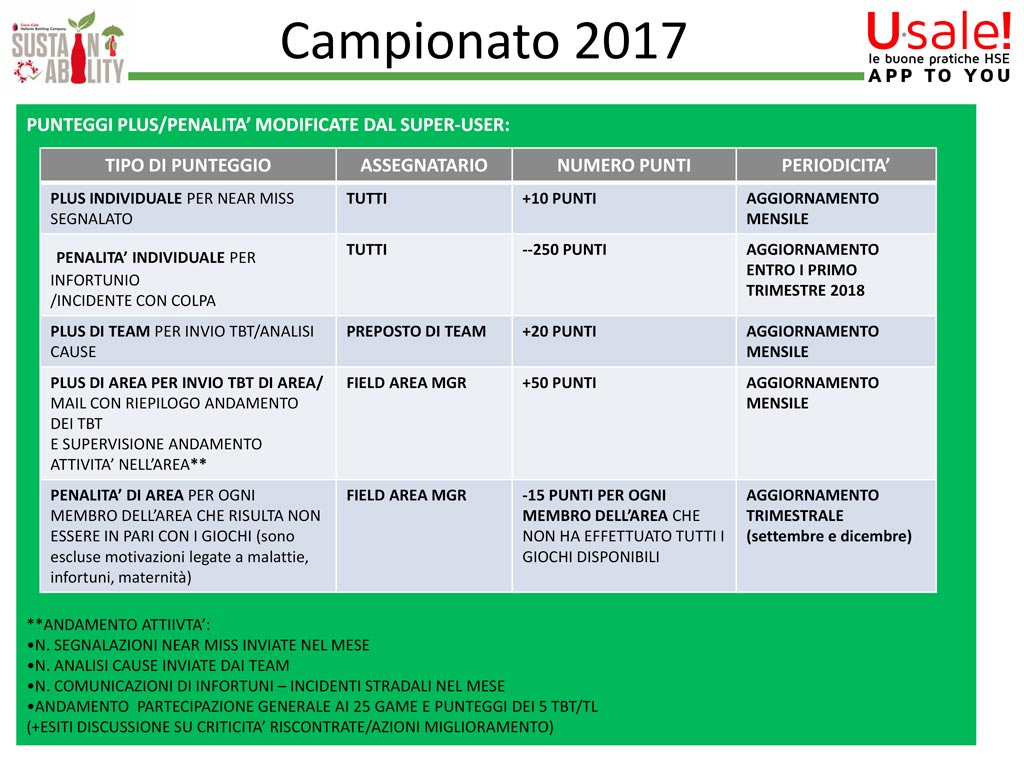 Coca-Cola
Hellenic Bottling Company
SUSTAIN
ABILITY
Campionato 2017
U·sale!
le buone pratiche HSE
APP TO YOU
PUNTEGGI PLUS/PENALITA’ MODIFICATE DAL SUPER-USER:
TIPO DI PUNTEGGIO
ASSEGNATARIO
NUMERO PUNTI
PERIODICITA’
PLUS INDIVIDUALE PER NEAR MISS
SEGNALATO
TUTTI
+10 PUNTI
AGGIORNAMENTO
MENSILE
PENALITA’ INDIVIDUALE PER
INFORTUNIO
/INCIDENTE CON COLPA
TUTTI
--250 PUNTI
AGGIORNAMENTO
ENTRO I PRIMO
TRIMESTRE 2018
PLUS DI TEAM PER INVIO TBT/ANALISI
CAUSE
PREPOSTO DI TEAM
+20 PUNTI
AGGIORNAMENTO
MENSILE
PLUS DI AREA PER INVIO TBT DI AREA/
MAIL CON RIEPILOGO ANDAMENTO
DEI TBT
E SUPERVISIONE ANDAMENTO
ATTIVITA’ NELL’AREA**
FIELD AREA MGR
+50 PUNTI
AGGIORNAMENTO
MENSILE
PENALITA’ DI AREA PER OGNI
MEMBRO DELL’AREA CHE RISULTA NON
ESSERE IN PARI CON I GIOCHI (sono
escluse motivazioni legate a malattie,
infortuni, maternità)
FIELD AREA MGR
-15 PUNTI PER OGNI
MEMBRO DELL’AREA CHE
NON HA EFFETTUATO TUTTI I
GIOCHI DISPONIBILI
AGGIORNAMENTO
TRIMESTRALE
(settembre e dicembre)
**ANDAMENTO ATTIIVTA’:
•N. SEGNALAZIONI NEAR MISS INVIATE NEL MESE
•N. ANALISI CAUSE INVIATE DAI TEAM
•N. COMUNICAZIONI DI INFORTUNI – INCIDENTI STRADALI NEL MESE
•ANDAMENTO PARTECIPAZIONE GENERALE AI 25 GAME E PUNTEGGI DEI 5 TBT/TL
(+ESITI DISCUSSIONE SU CRITICITA’ RISCONTRATE/AZIONI MIGLIORAMENTO)